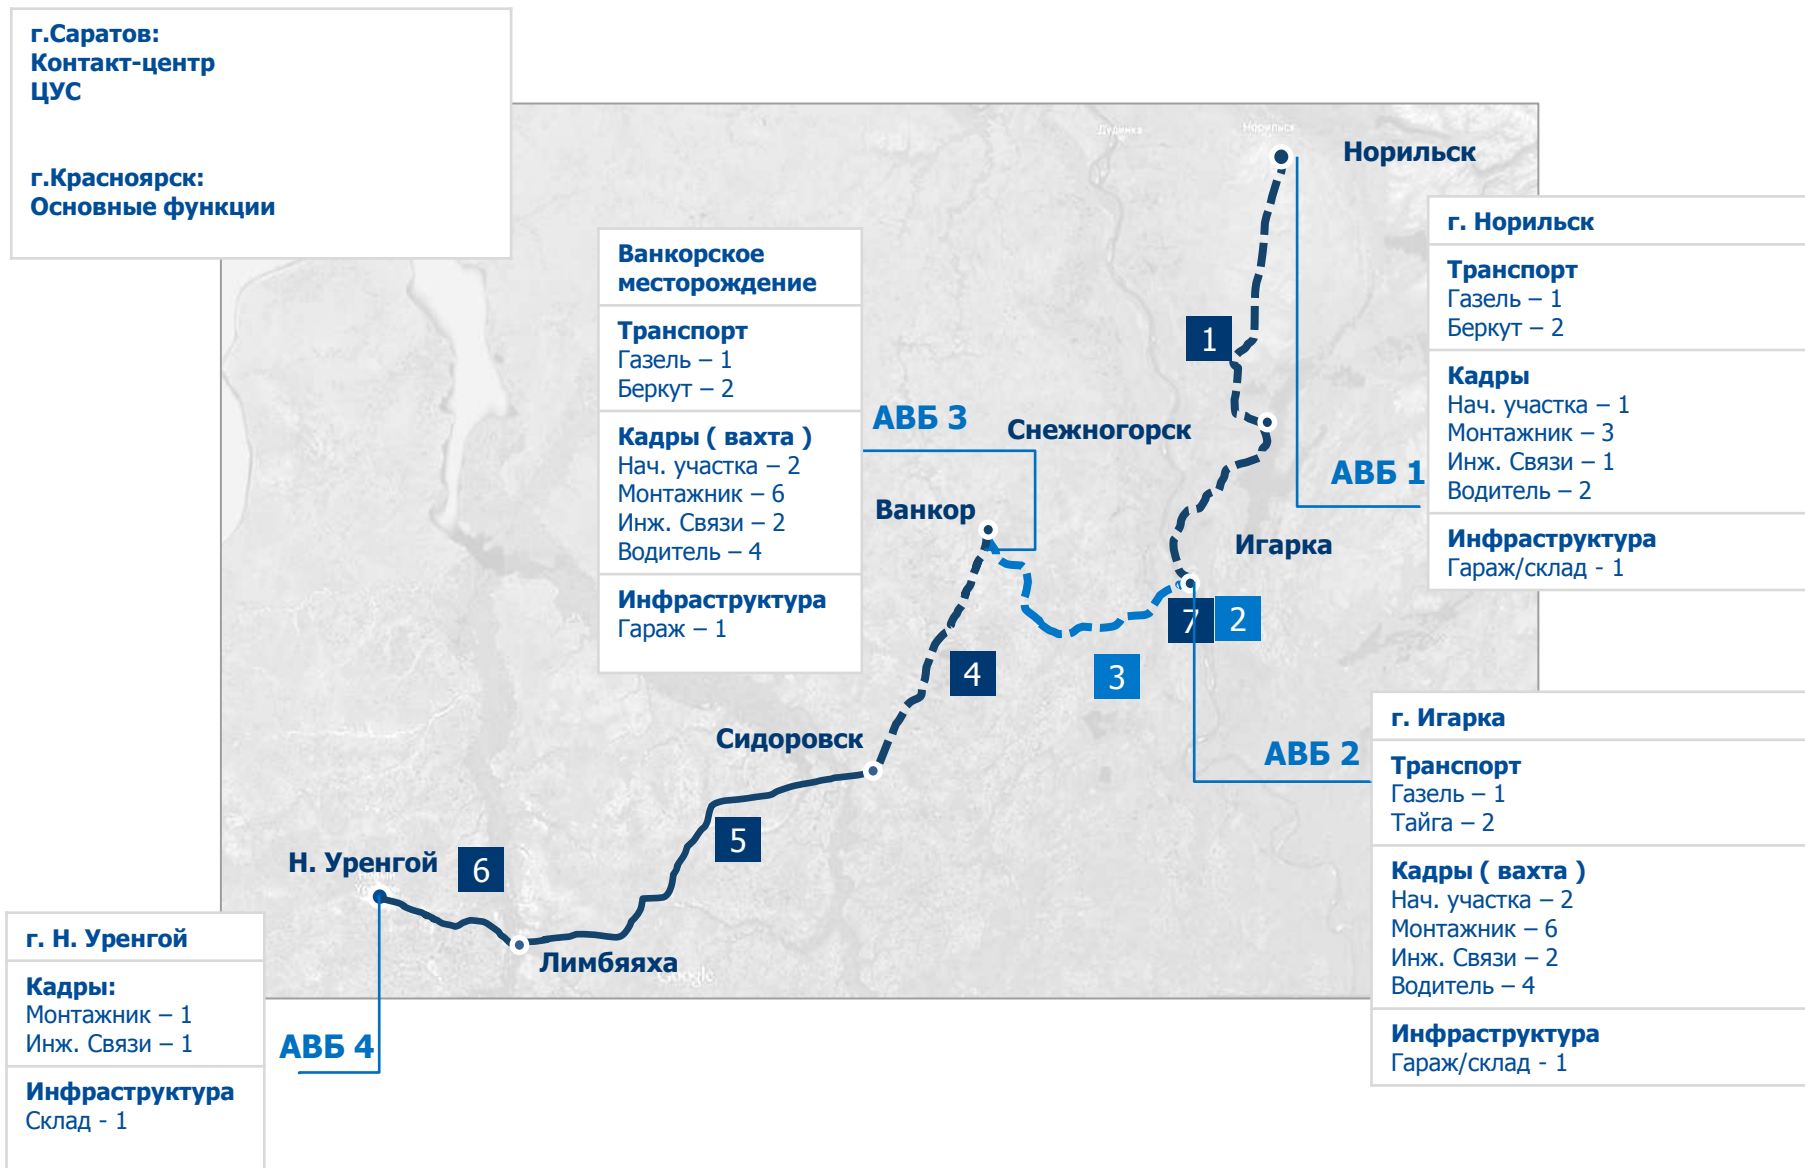 г.Саратов:
Контакт-центр
ЦУС
г.Красноярск:
Основные функции
Дудинка
Норильск
Норильск
Ванкорское
месторождение
Транспорт
Газель – 1
Беркут – 2
Кадры ( вахта )
Нач. участка – 2
Монтажник – 6
Инж. Связи – 2
Водитель – 4
Инфраструктура
Гараж – 1
г. Норильск
Транспорт
Газель – 1
Беркут – 2
Кадры
Нач. участка – 1
Монтажник – 3
Инж. Связи – 1
Водитель – 2
Инфраструктура
Гараж/склад - 1
1
АВБ 3
Снежногорск
АВБ 1
Ванкор
Игарка
7
2
4
3
Сидоровск
АВБ 2
5
Н. Уренгой
6
Лимбяяха
Google
г. Игарка
Транспорт
Газель – 1
Тайга – 2
Кадры ( вахта )
Нач. участка – 2
Монтажник – 6
Инж. Связи – 2
Водитель – 4
Инфраструктура
Гараж/склад - 1
г. Н. Уренгой
Кадры:
Монтажник – 1
Инж. Связи – 1
Инфраструктура
Склад - 1
АВБ 4